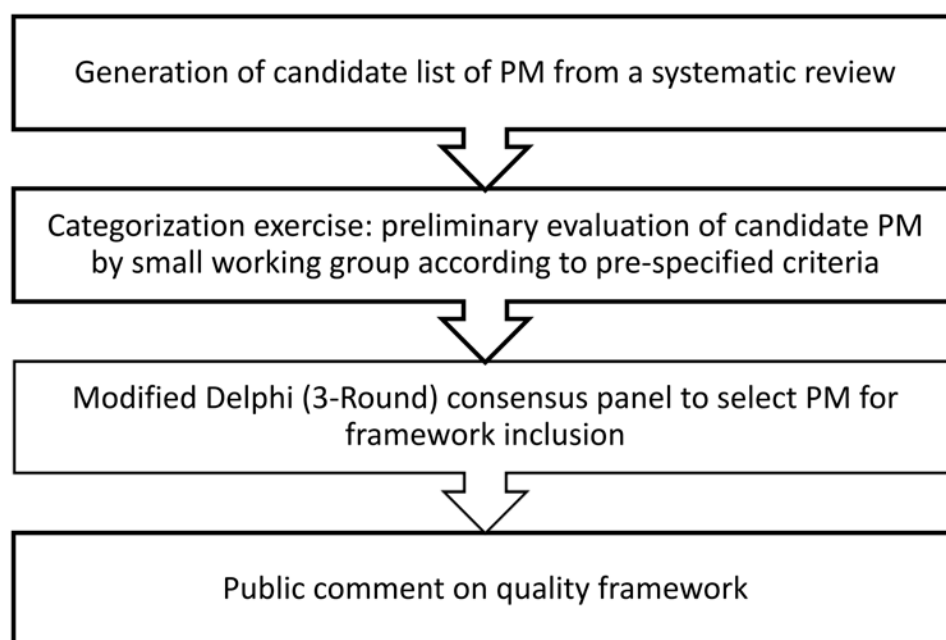 Generation of candidate list of PM from a systematic review
Categorization exercise: preliminary evaluation of candidate PM
by small working group according to pre-specified criteria
Modified Delphi (3-Round) consensus panel to select PM for
framework inclusion
Public comment on quality framework